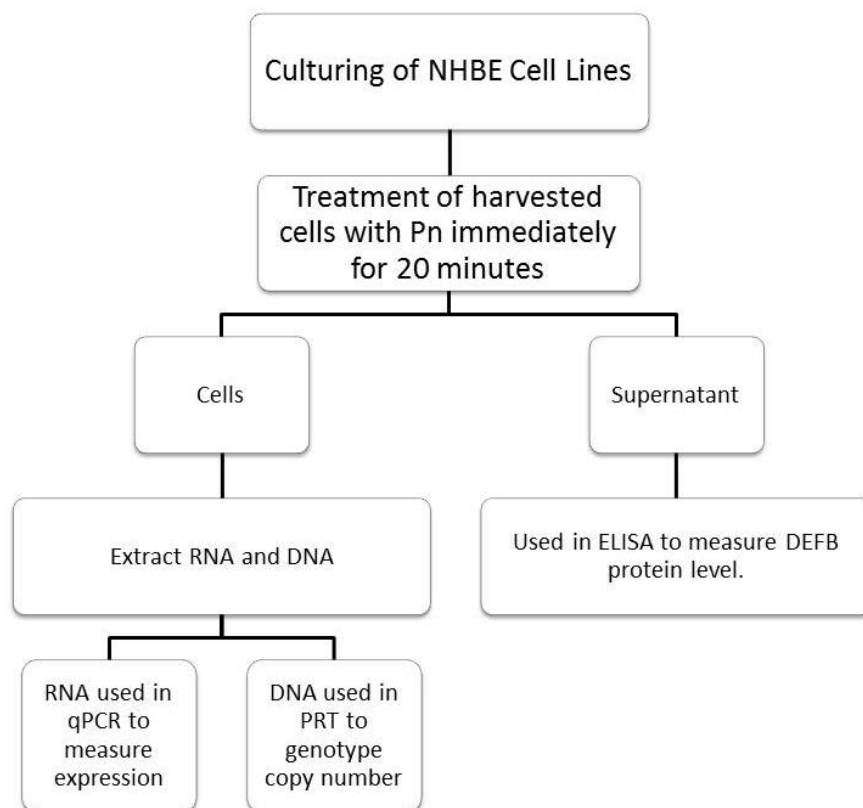 Culturing of NHBE Cell Lines
Treatment of harvested
cells with Pn immediately
for 20 minutes
Cells
Supernatant
Extract RNA and DNA
Used in ELISA to measure DEFB
protein level.
RNA used in
qPCR to
measure
expression
DNA used in
PRT to
genotype
copy number